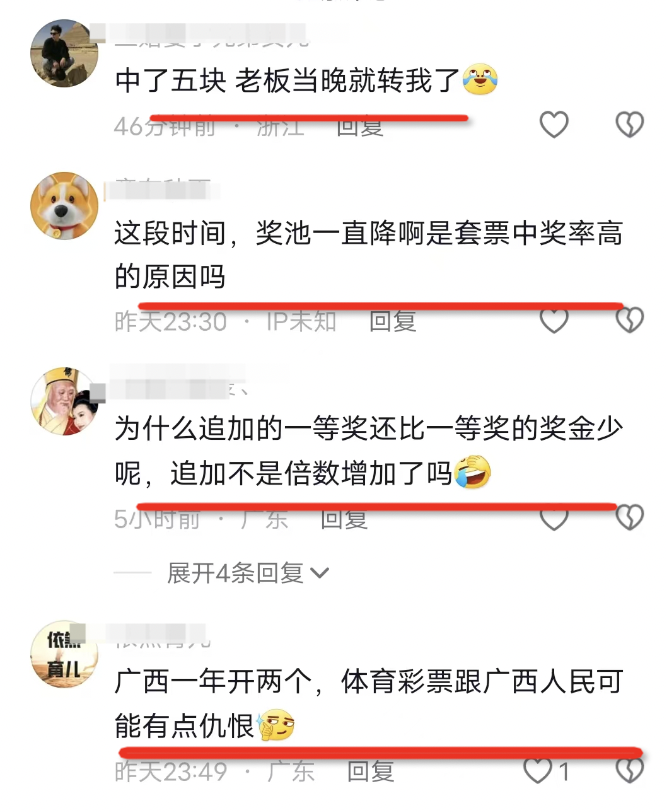 中了五块 老板当晚就转我了
46分钟前 · 浙江 回复
这段时间，奖池一直降啊是套票中奖率高
的原因吗
昨天23:30 · IP未知 回复
为什么追加的一等奖还比一等奖的奖金少
呢，追加不是倍数增加了吗
5小时前 · 广东 回复
展开4条回复
依然
育儿
广西一年开两个，体育彩票跟广西人民可
能有点仇恨
昨天23:49 · 广东 回复 1